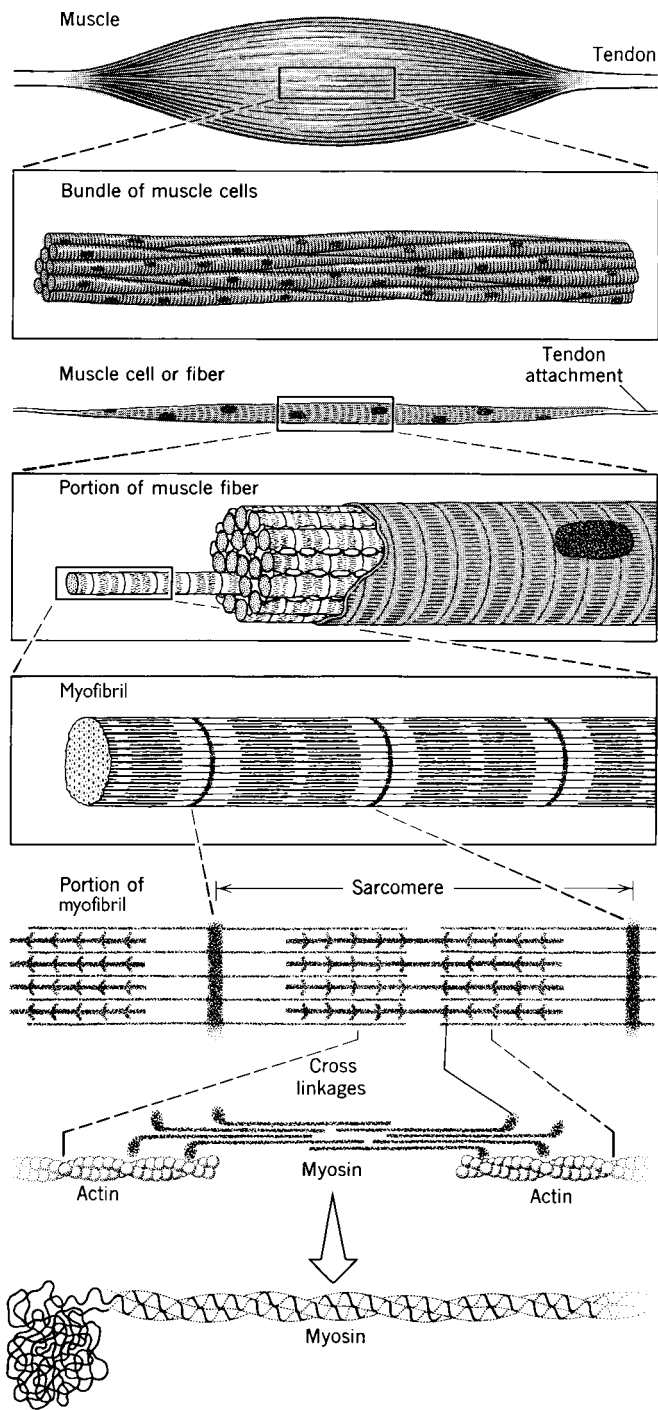 Muscle
Tendon
Bundle of muscle cells
Muscle cell or fiber
Tendon
attachment
Portion of muscle fiber
Myofibril
Portion of
myofibril
Sarcomere
Cross
linkages
Myosin
Actin
Actin
Myosin